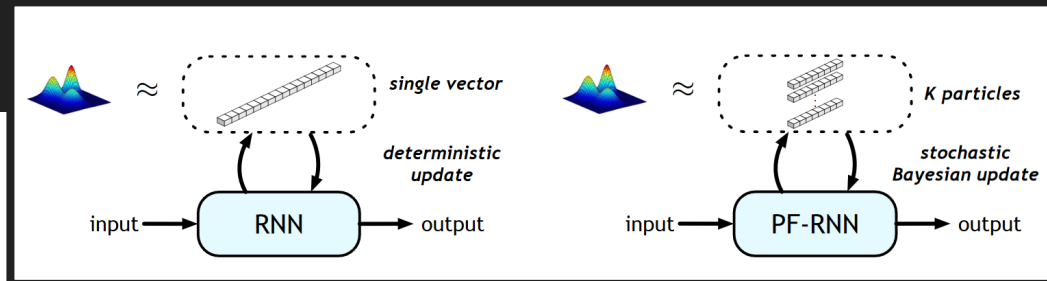 ≈
single vector
deterministic
update
input
RNN
output
≈
K particles
stochastic
Bayesian update
input
PF-RNN
output